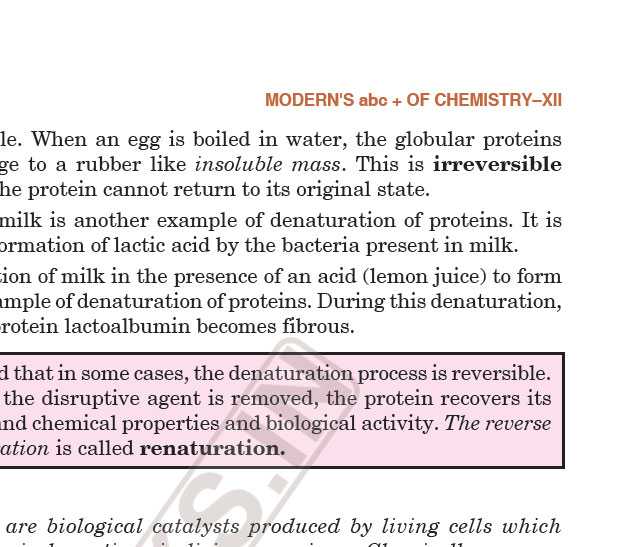 MODERN'S abc + OF CHEMISTRY–XII
le. When an egg is boiled in water, the globular proteins
ge to a rubber like insoluble mass. This is irreversible
he protein cannot return to its original state.
milk is another example of denaturation of proteins. It is
ormation of lactic acid by the bacteria present in milk.
tion of milk in the presence of an acid (lemon juice) to form
ample of denaturation of proteins. During this denaturation,
protein lactoalbumin becomes fibrous.
d that in some cases, the denaturation process is reversible.
the disruptive agent is removed, the protein recovers its
and chemical properties and biological activity. The reverse
ation is called renaturation.
S.IN
are biological catalysts produced by living cells which